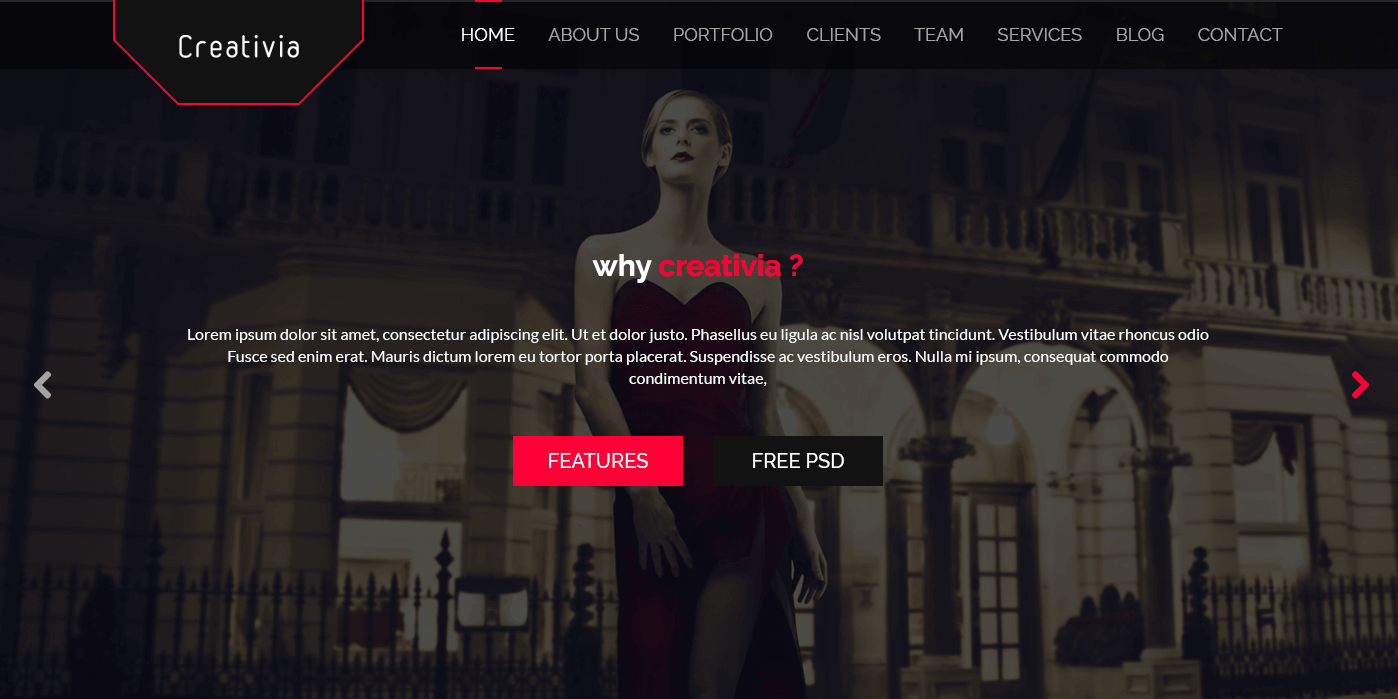 Creativia
HOME ABOUT US PORTFOLIO CLIENTS TEAM SERVICES BLOG CONTACT
why creativia ?
Lorem ipsum dolor sit amet, consectetur adipiscing elit. Ut et dolor justo. Phasellus eu ligula ac nisl volutpat tincidunt. Vestibulum vitae rhoncus odio
Fusce sed enim erat. Mauris dictum lorem eu tortor porta placerat. Suspendisse ac vestibulum eros. Nulla mi ipsum, consequat commodo
condimentum vitae,
FEATURES FREE PSD